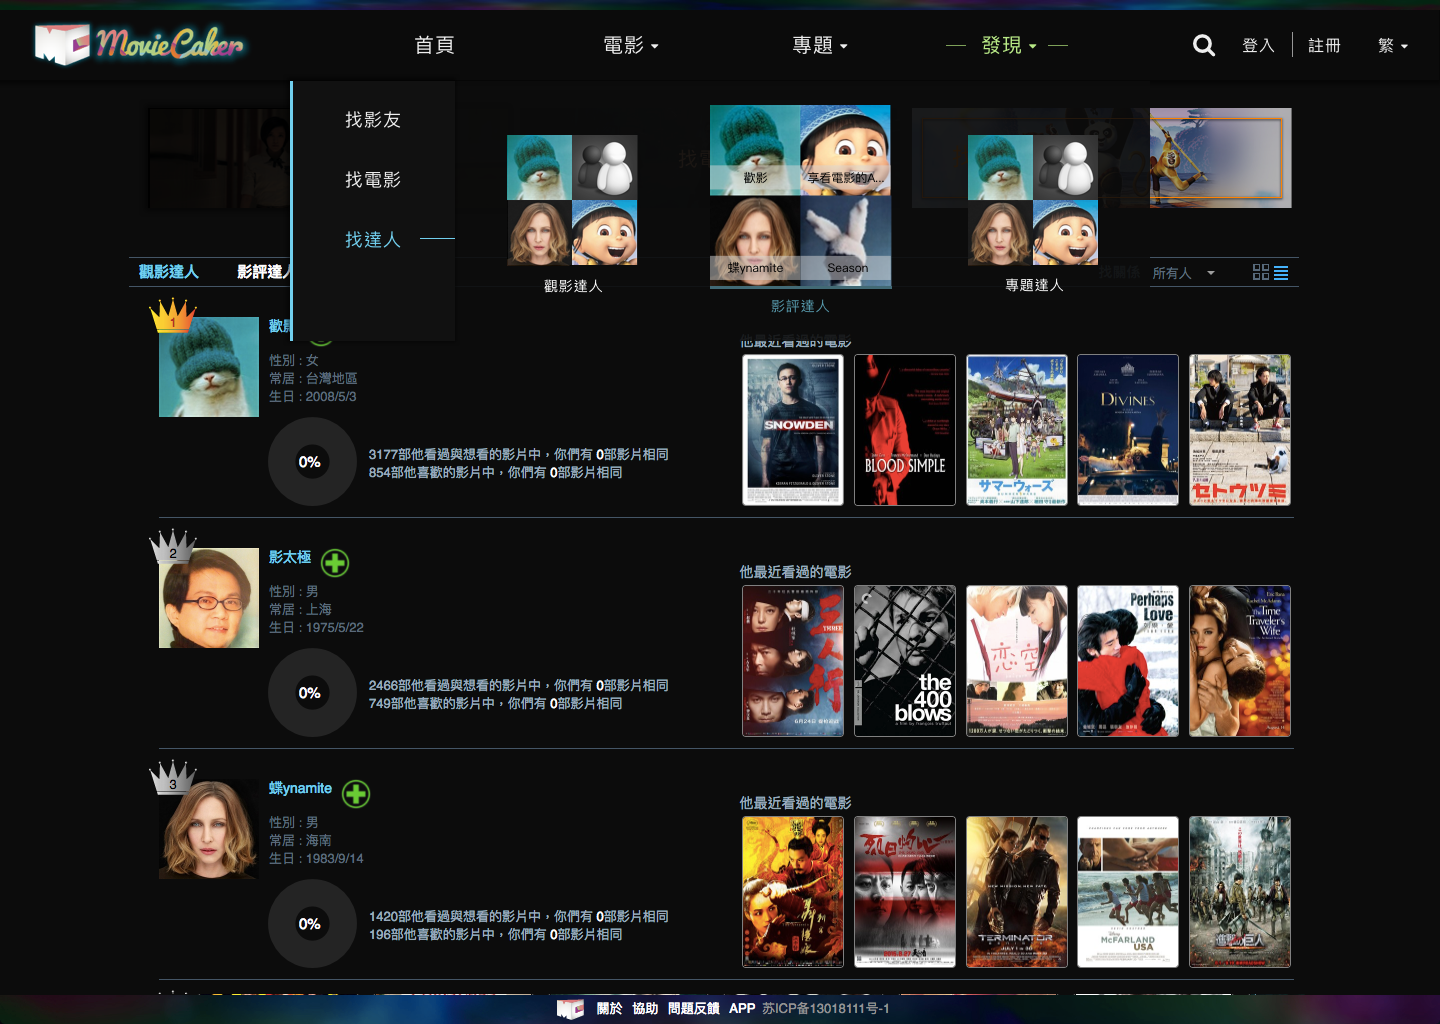 MovieCaker
首頁
電影
專題
發現
登入
註冊
繁
找影友
找電影
找達人
歡影
享看電影的A...
蝶ynamite
Season
觀影達人
影評達人
專題達人
觀影達人
影評達人
所有人
1
性別 : 女
常居 : 台灣地區
生日 : 2008/5/3
0%
3177部他看過與想看的影片中，你們有 0部影片相同
854部他喜歡的影片中，你們有 0部影片相同
他最近看過的電影
SNOWDEN
BLOOD SIMPLE
サマーウォーズ
DIVINES
セトウツミ
2
影太極
性別 : 男
常居 : 上海
生日 : 1975/5/22
0%
2466部他看過與想看的影片中，你們有 0部影片相同
749部他喜歡的影片中，你們有 0部影片相同
他最近看過的電影
三人行
THREE
6月24日
the
400
blows
恋空
Perhaps
Love
The Time
Traveler's
Wife
3
蝶ynamite
性別 : 男
常居 : 海南
生日 : 1983/9/14
0%
1420部他看過與想看的影片中，你們有 0部影片相同
196部他喜歡的影片中，你們有 0部影片相同
他最近看過的電影
烈日灼心
TERMINATOR
McFARLAND
USA
進撃の巨人
關於 協助 問題反饋 APP 苏ICP备13018111号-1